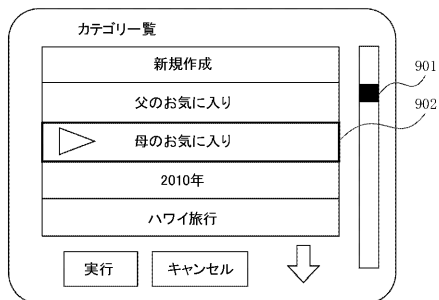 カテゴリ一覧
新規作成
901
父のお気に入り
902
母のお気に入り
2010年
ハワイ旅行
実行 キャンセル